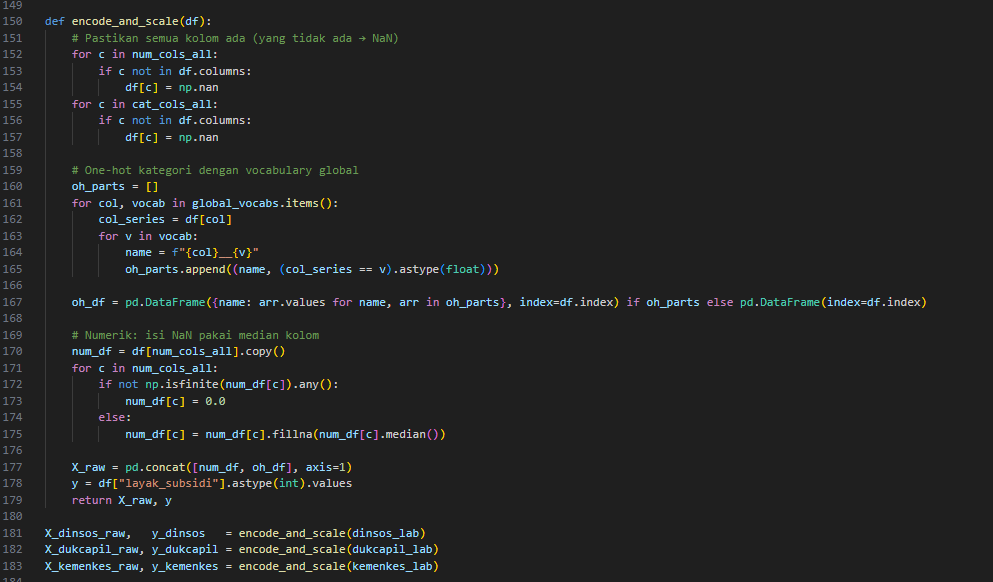 149
150 def encode_and_scale(df):
151     # Pastikan semua kolom ada (yang tidak ada → NaN)
152     for c in num_cols_all:
153         if c not in df.columns:
154             df[c] = np.nan
155     for c in cat_cols_all:
156         if c not in df.columns:
157             df[c] = np.nan
158
159     # One-hot kategori dengan vocabulary global
160     oh_parts = []
161     for col, vocab in global_vocabs.items():
162         col_series = df[col]
163         for v in vocab:
164             name = f"{col}__{v}"
165             oh_parts.append((name, (col_series == v).astype(float)))
166
167     oh_df = pd.DataFrame({name: arr.values for name, arr in oh_parts}, index=df.index) if oh_parts else pd.DataFrame(index=df.index)
168
169     # Numerik: isi NaN pakai median kolom
170     num_df = df[num_cols_all].copy()
171     for c in num_cols_all:
172         if not np.isfinite(num_df[c]).any():
173             num_df[c] = 0.0
174         else:
175             num_df[c] = num_df[c].fillna(num_df[c].median())
176
177     X_raw = pd.concat([num_df, oh_df], axis=1)
178     y = df["layak_subsidi"].astype(int).values
179     return X_raw, y
180
181 X_dinsos_raw,   y_dinsos   = encode_and_scale(dinsos_lab)
182 X_dukcapil_raw, y_dukcapil = encode_and_scale(dukcapil_lab)
183 X_kemenkes_raw, y_kemenkes = encode_and_scale(kemenkes_lab)
184